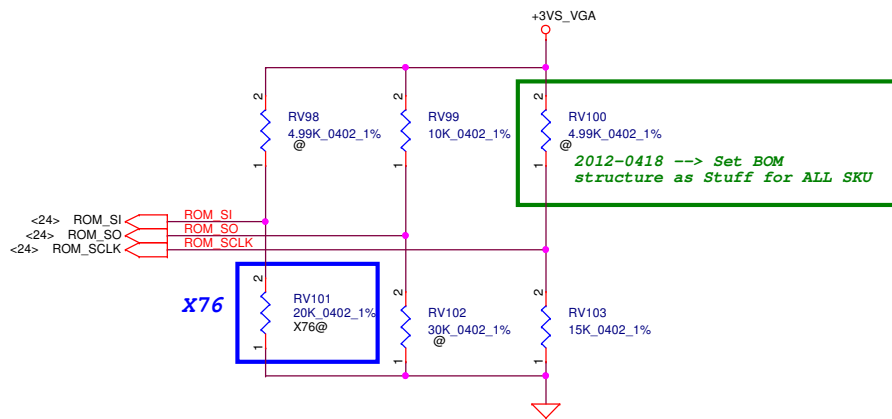 +3VS_VGA
2
2
2
RV98
4.99K_0402_1%
@
RV99
10K_0402_1%
RV100
4.99K_0402_1%
@
1
1
1
2012-0418 --> Set BOM
structure as Stuff for ALL SKU
<24> ROM_SI
ROM_SI
<24> ROM_SO
ROM_SO
<24> ROM_SCLK
ROM_SCLK
X76
2
2
2
RV101
20K_0402_1%
X76@
RV102
30K_0402_1%
@
RV103
15K_0402_1%
1
1
1